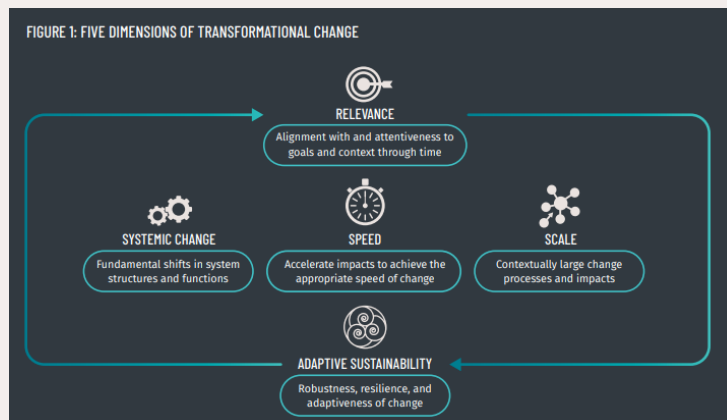 FIGURE 1: FIVE DIMENSIONS OF TRANSFORMATIONAL CHANGE
RELEVANCE
Alignment with and attentiveness to
goals and context through time
SYSTEMIC CHANGE
Fundamental shifts in system
structures and functions
SPEED
Accelerate impacts to achieve the
appropriate speed of change
SCALE
Contextually large change
processes and impacts
ADAPTIVE SUSTAINABILITY
Robustness, resilience, and
adaptiveness of change